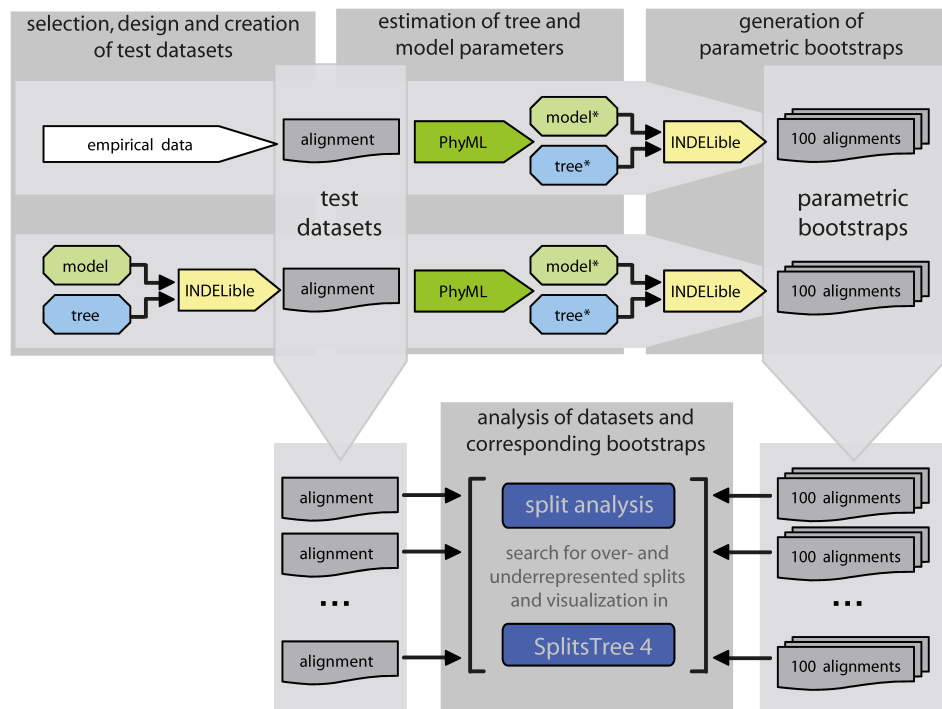 selection, design and creation
of test datasets
estimation of tree and
model parameters
generation of
parametric bootstraps
empirical data
alignment
PhyML
model*
tree*
INDELible
100 alignments
test
datasets
parametric
bootstraps
model
tree
INDELible
alignment
PhyML
model*
tree*
INDELible
100 alignments
analysis of datasets and
corresponding bootstraps
alignment
split analysis
100 alignments
alignment
search for over- and
underrepresented splits
and visualization in
100 alignments
...
...
alignment
SplitsTree 4
100 alignments